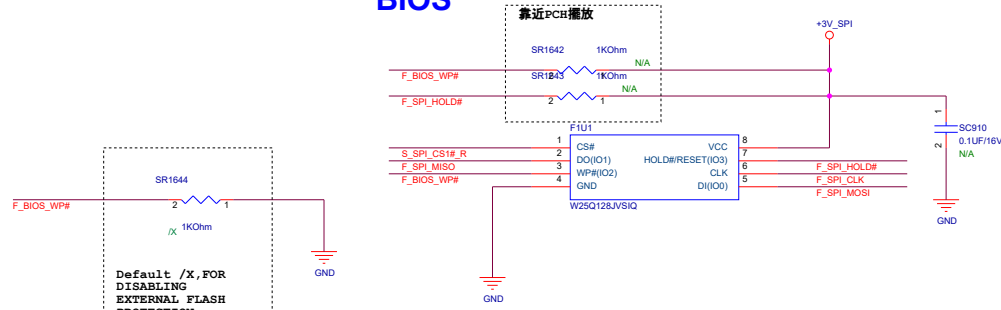 BIOS
靠近PCH擺放
+3V_SPI
SR1642
1KOhm
N/A
F_BIOS_WP#
2
1
SR1643
1KOhm
N/A
F_SPI_HOLD#
2
1
F1U1
1
CS#
VCC
8
S_SPI_CS1#_R
2
DO(IO1)
HOLD#/RESET(IO3)
7
F_SPI_HOLD#
F_SPI_MISO
3
WP#(IO2)
CLK
6
F_SPI_CLK
F_BIOS_WP#
4
GND
DI(IO0)
5
F_SPI_MOSI
W25Q128JVSIQ
1
SC910
0.1UF/16V
2
N/A
GND
GND
SR1644
F_BIOS_WP#
2
1
/X
1KOhm
GND
Default /X,FOR
DISABLING
EXTERNAL FLASH
PROTECTION